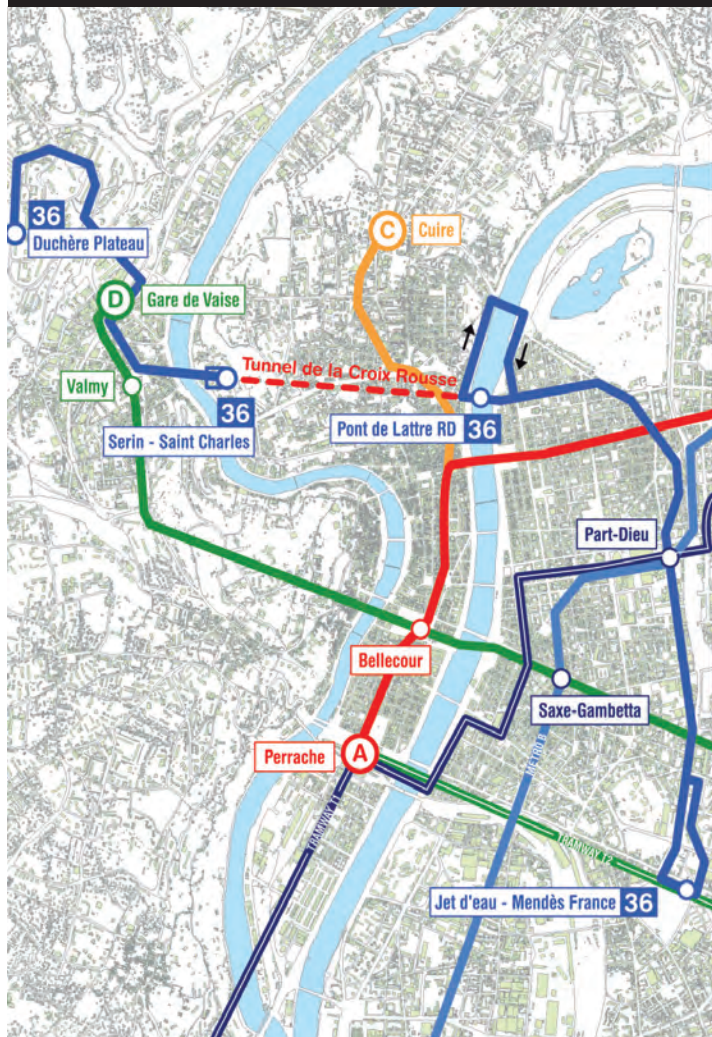 36
Duchère Plateau
C
Cuire
D
Gare de Vaise
Tunnel de la Croix Rousse
Valmy
36
Serin - Saint Charles
Pont de Lattre RD 36
Part-Dieu
Bellecour
Saxe-Gambetta
Perrache
A
METRO B
TRAMWAY T1
TRAMWAY T2
Jet d'eau - Mendès France 36